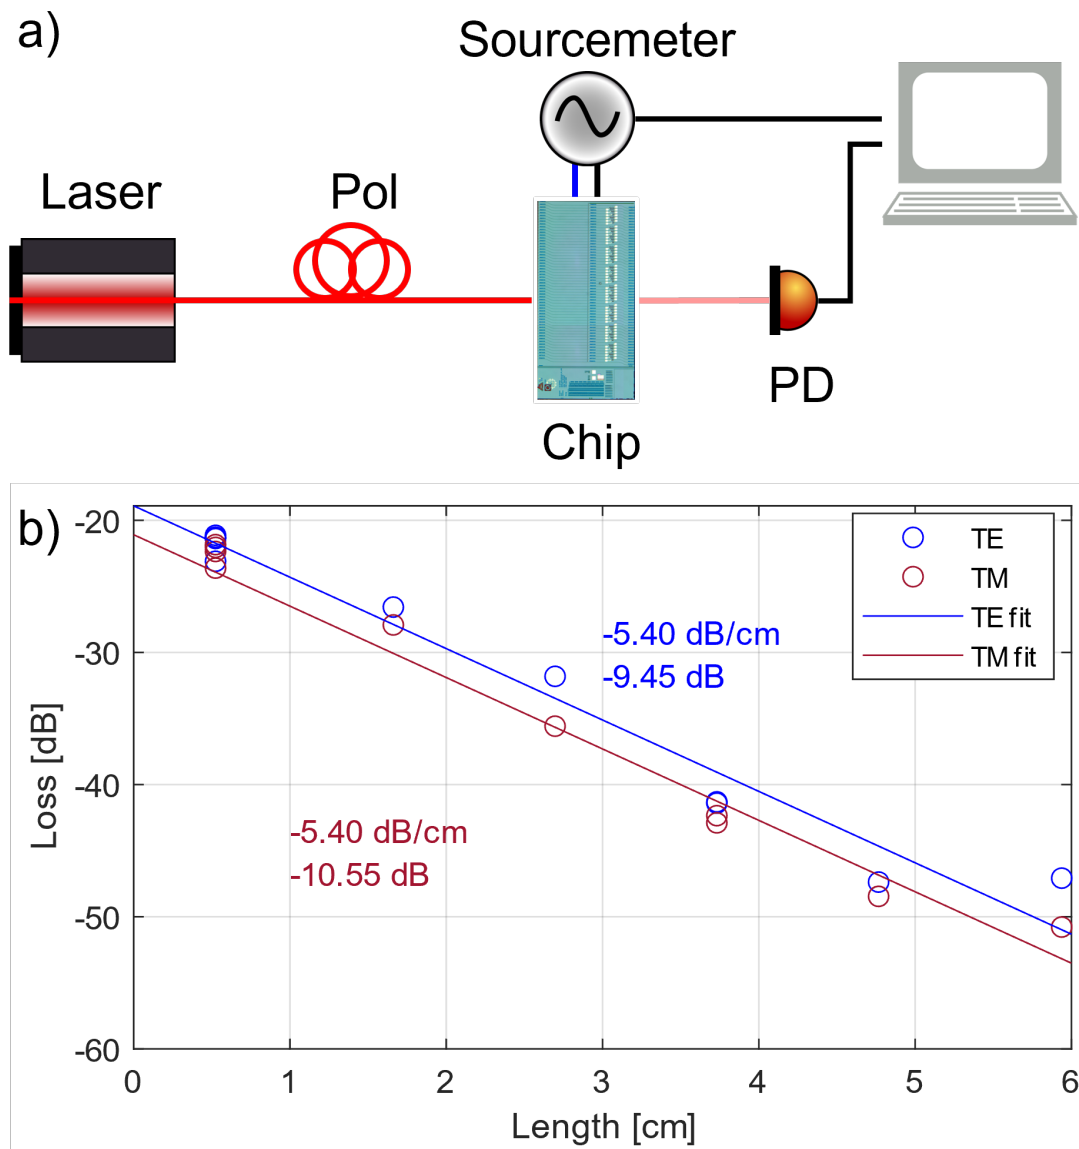 a)
Sourcemeter
Laser
Pol
PD
Chip
b)
-20
-30
-40
-50
-60
Loss [dB]
TE
TM
TE fit
TM fit
-5.40 dB/cm
-9.45 dB
-5.40 dB/cm
-10.55 dB
0 1 2 3 4 5 6
Length [cm]